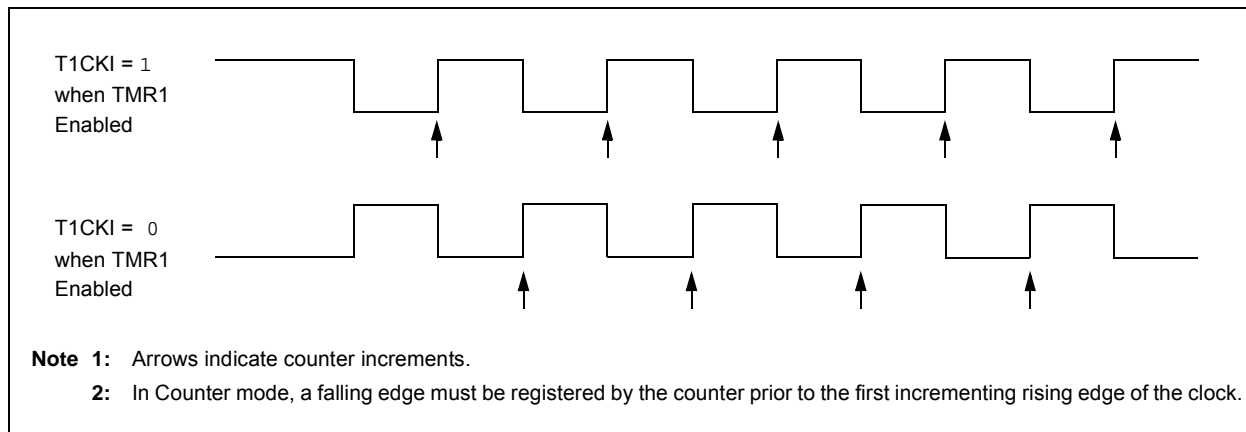 T1CKI = 1
when TMR1
Enabled
T1CKI = 0
when TMR1
Enabled
Note 1: Arrows indicate counter increments.
2: In Counter mode, a falling edge must be registered by the counter prior to the first incrementing rising edge of the clock.